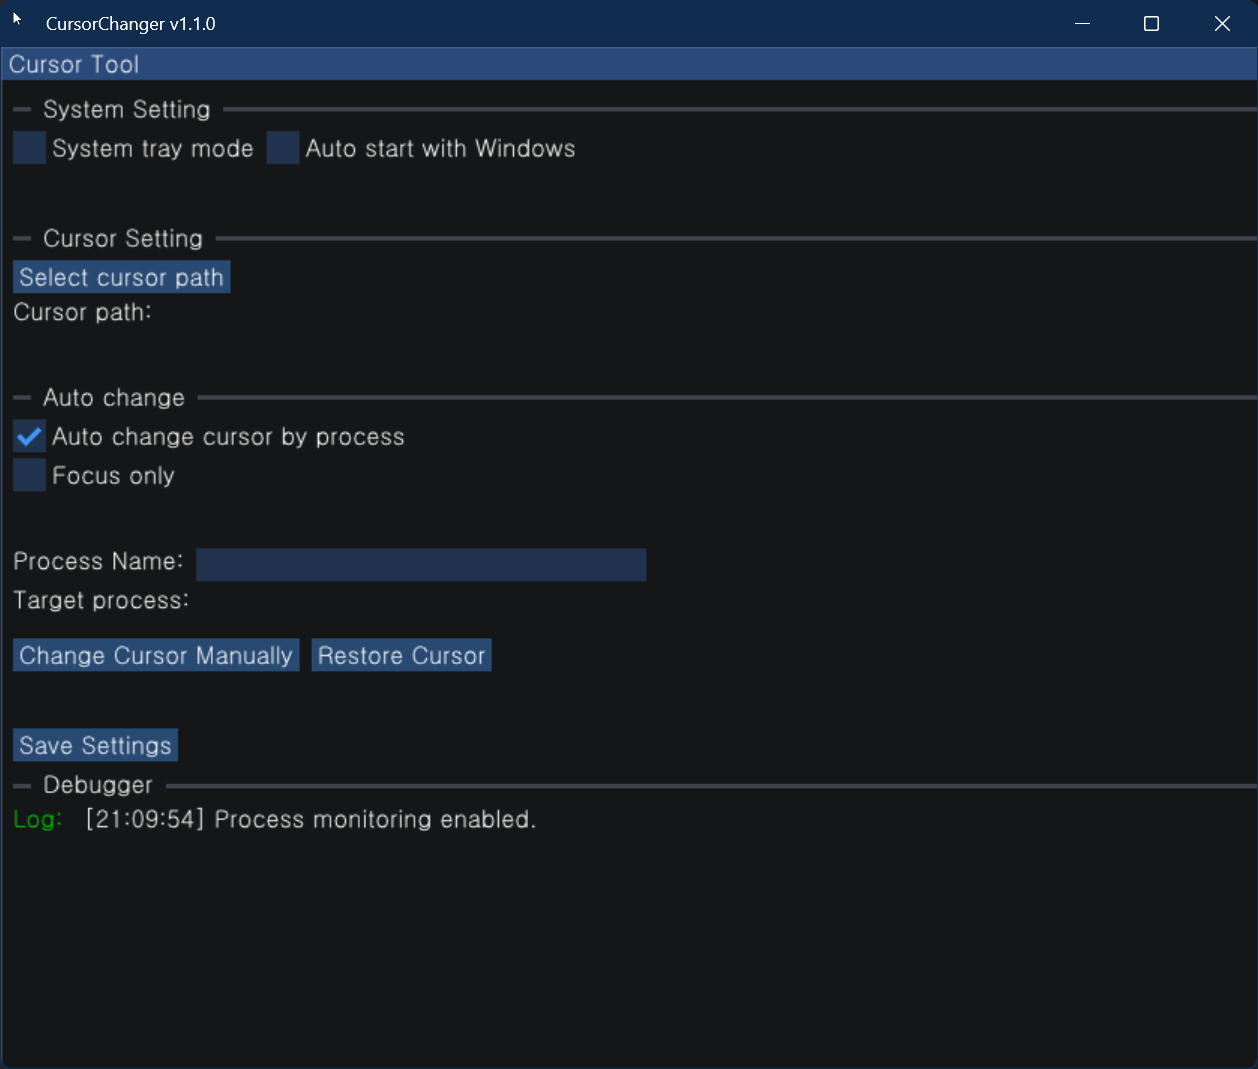 CursorChanger v1.1.0
Cursor Tool
System Setting
System tray mode Auto start with Windows
Cursor Setting
Select cursor path
Cursor path:
Auto change
Auto change cursor by process
Focus only
Process Name:
Target process:
Change Cursor Manually Restore Cursor
Save Settings
Debugger
Log: [21:09:54] Process monitoring enabled.